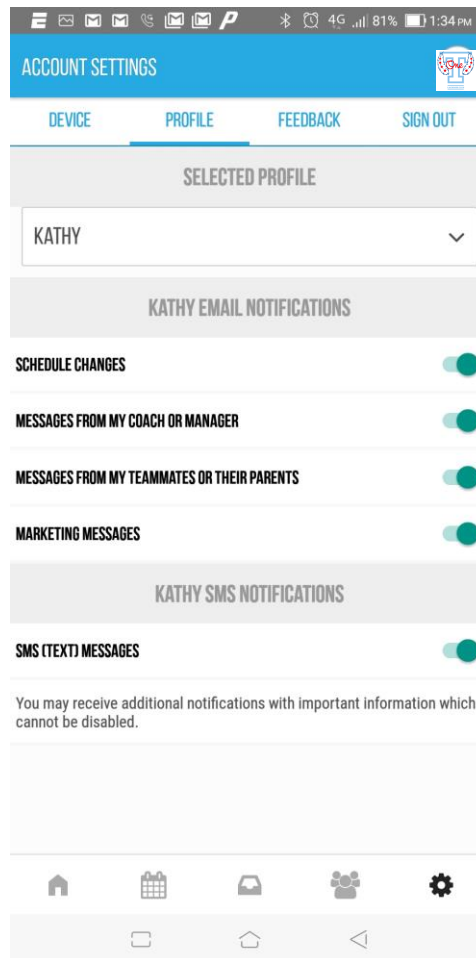 4G 81% 1:34 PM
ACCOUNT SETTINGS
DEVICE PROFILE FEEDBACK SIGN OUT
SELECTED PROFILE
KATHY
KATHY EMAIL NOTIFICATIONS
SCHEDULE CHANGES
MESSAGES FROM MY COACH OR MANAGER
MESSAGES FROM MY TEAMMATES OR THEIR PARENTS
MARKETING MESSAGES
KATHY SMS NOTIFICATIONS
SMS (TEXT) MESSAGES
You may receive additional notifications with important information which
cannot be disabled.